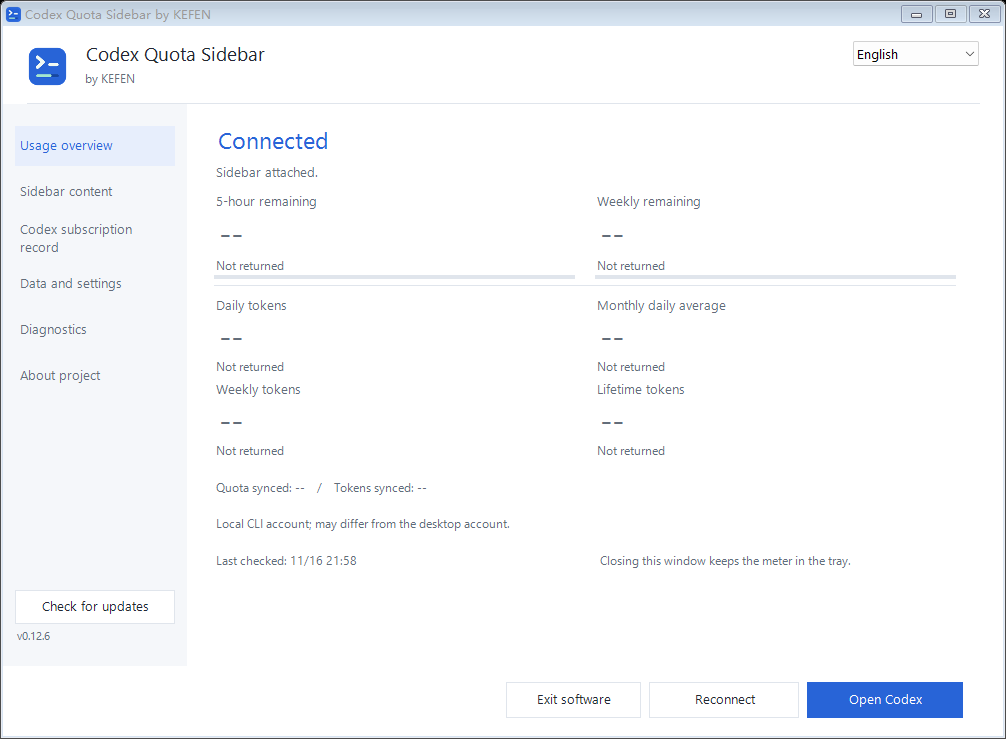 Codex Quota Sidebar by KEFEN
Codex Quota Sidebar
by KEFEN
English
Usage overview
Sidebar content
Codex subscription
record
Data and settings
Diagnostics
About project
Check for updates
v0.12.6
Connected
Sidebar attached.
5-hour remaining
Weekly remaining
--
--
Not returned
Not returned
Daily tokens
Monthly daily average
--
--
Not returned
Not returned
Weekly tokens
Lifetime tokens
--
--
Not returned
Not returned
Quota synced: -- / Tokens synced: --
Local CLI account; may differ from the desktop account.
Last checked: 11/16 21:58
Closing this window keeps the meter in the tray.
Exit software
Reconnect
Open Codex